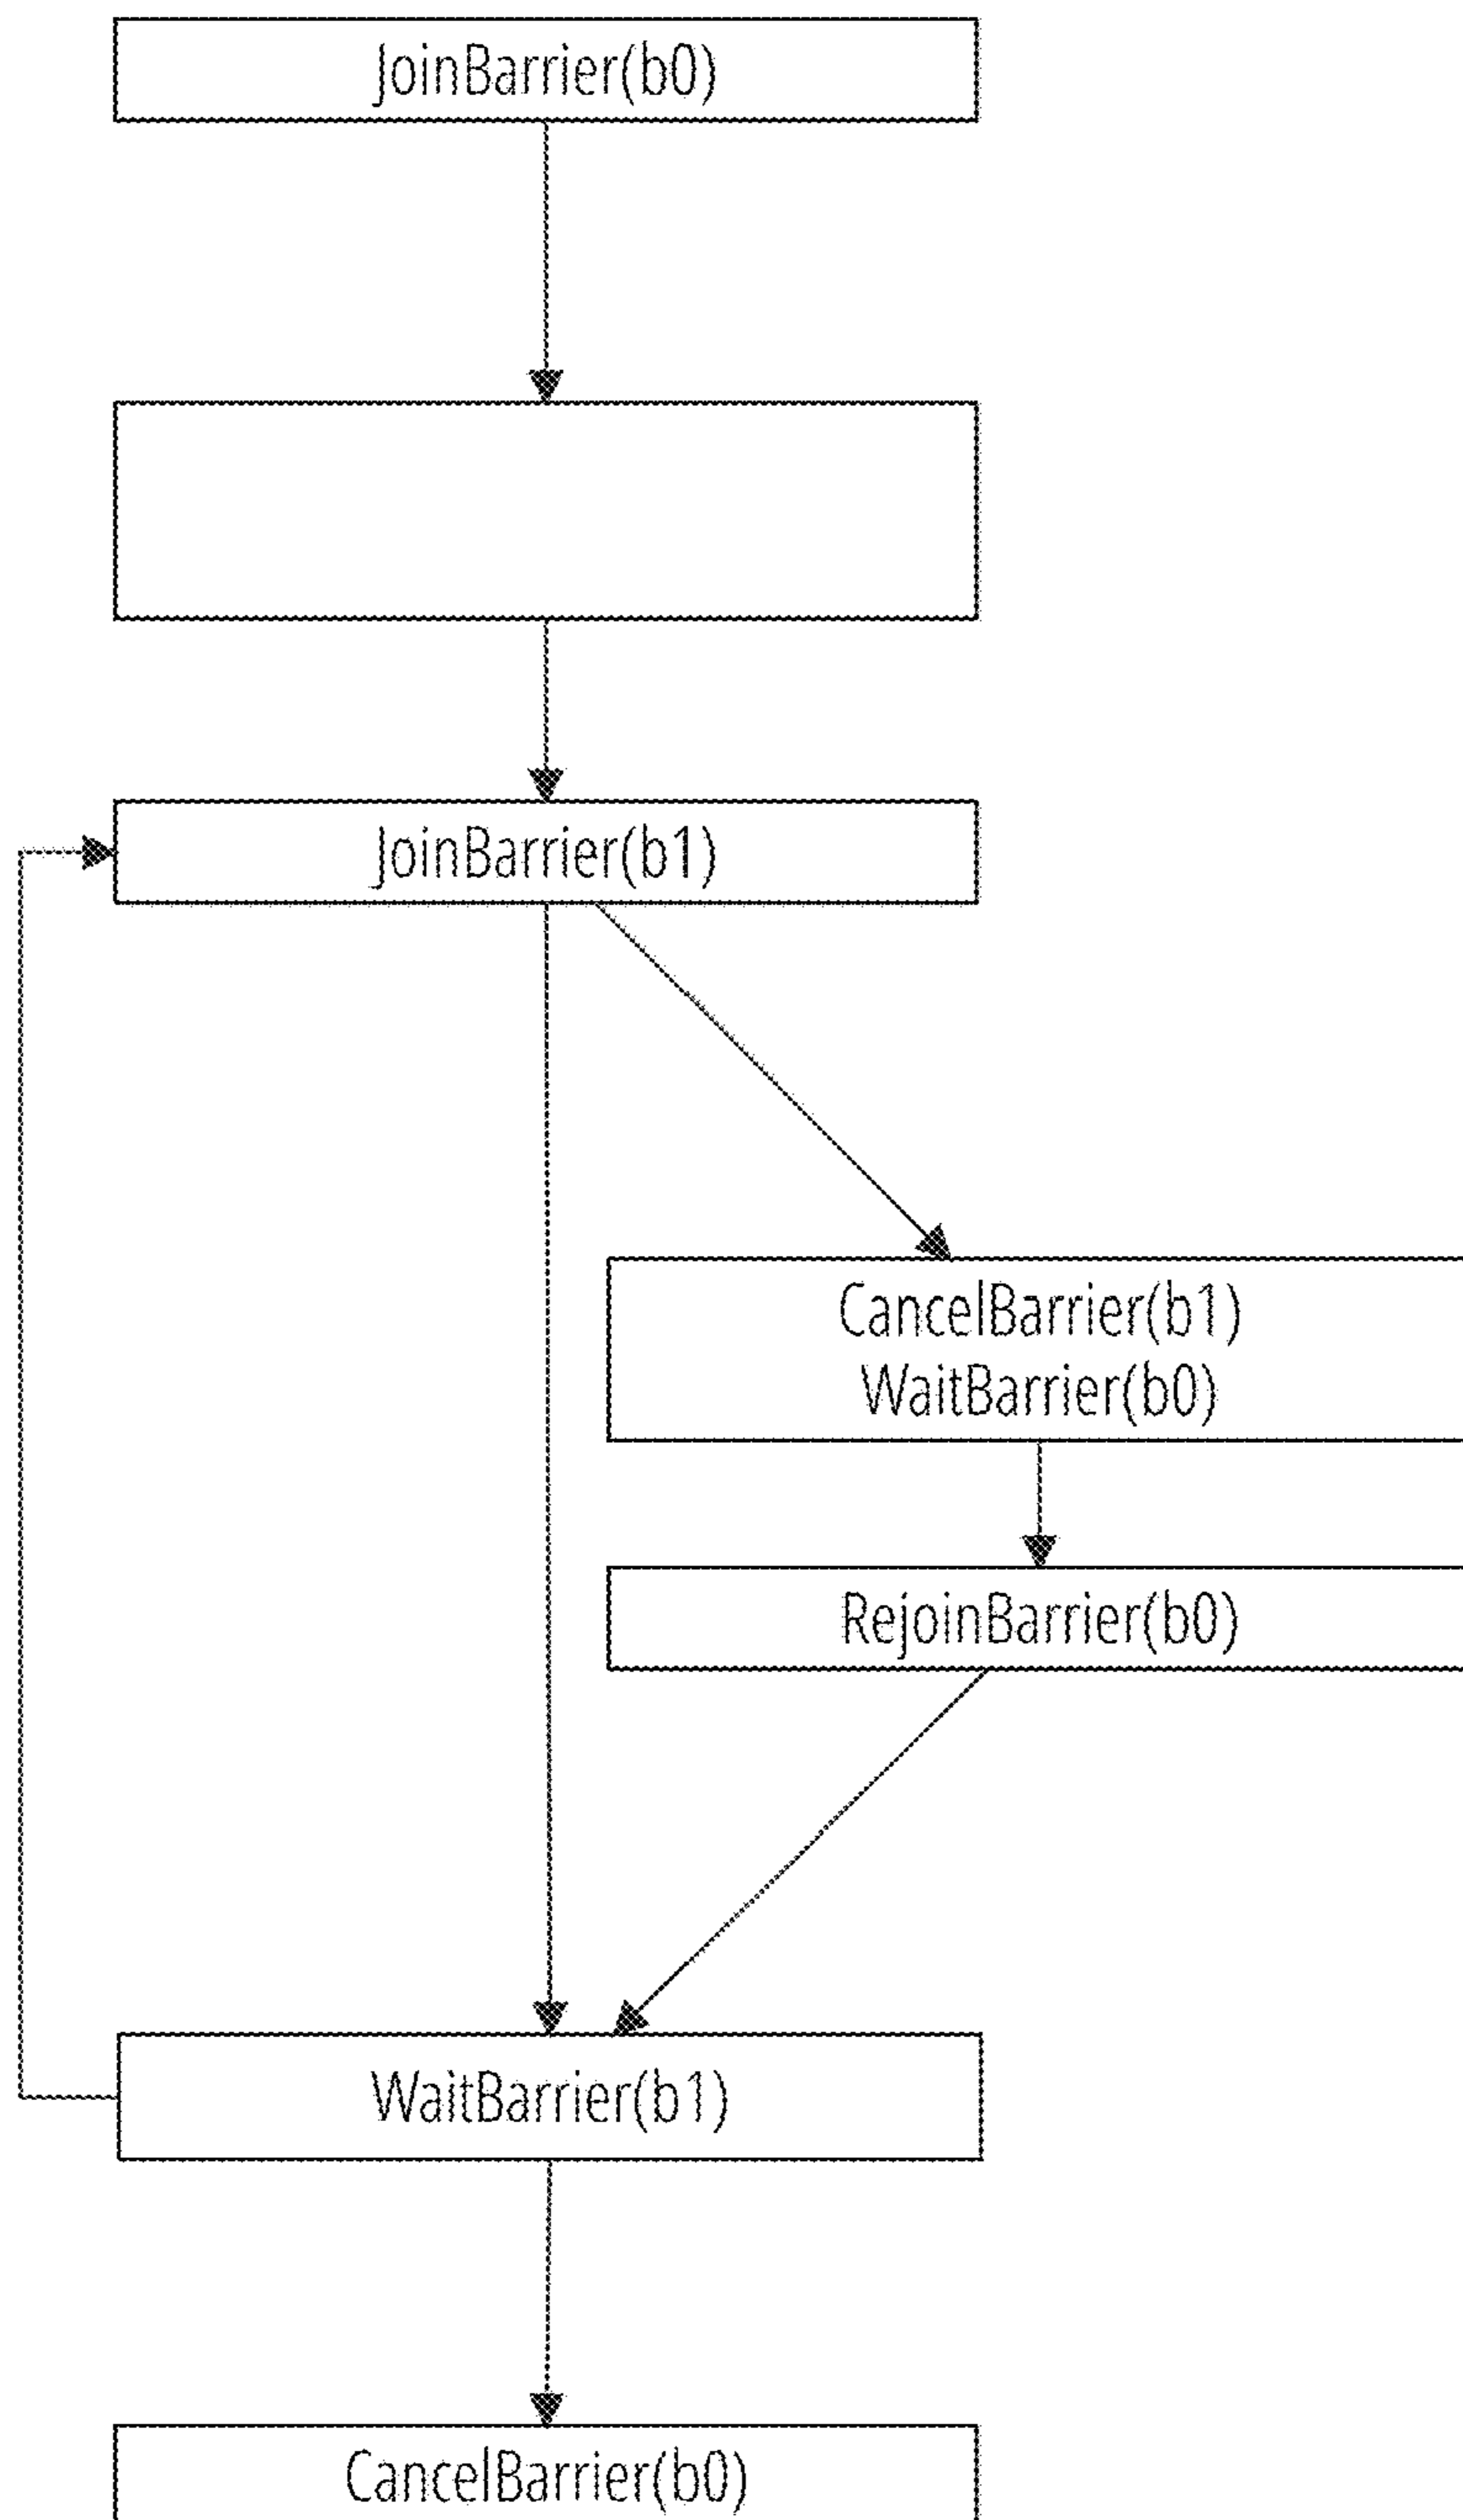 JoinBarrier(b0)
JoinBarrier(b1)
CancelBarrier(b1)
WaitBarrier(b0)
RejoinBarrier(b0)
WaitBarrier(b1)
CancelBarrier(b0)